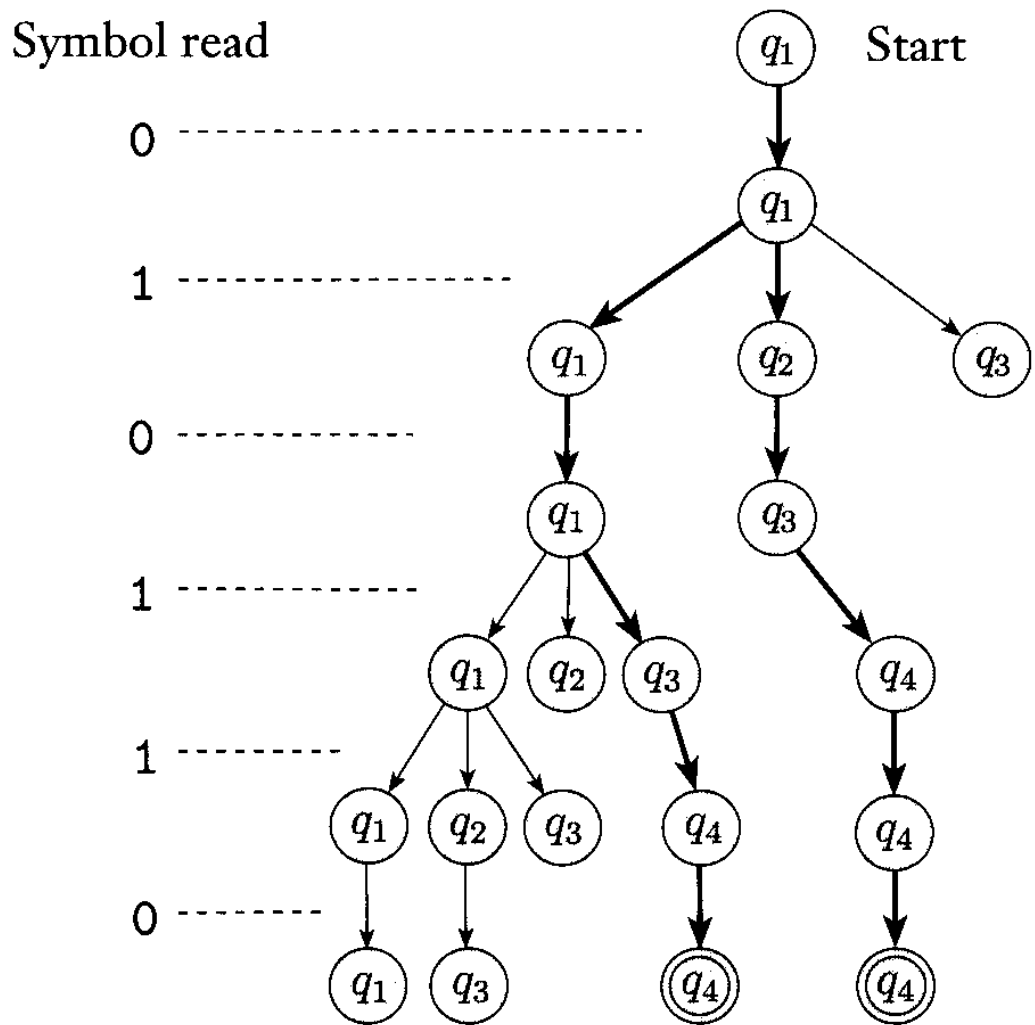 Symbol read q₁ Start
0
q₁
1
q₁ q₂ q₃
0
q₁ q₃
1
q₁ q₂ q₃ q₄
1
q₁ q₂ q₃ q₄ q₄
0
q₁ q₃ q₄ q₄